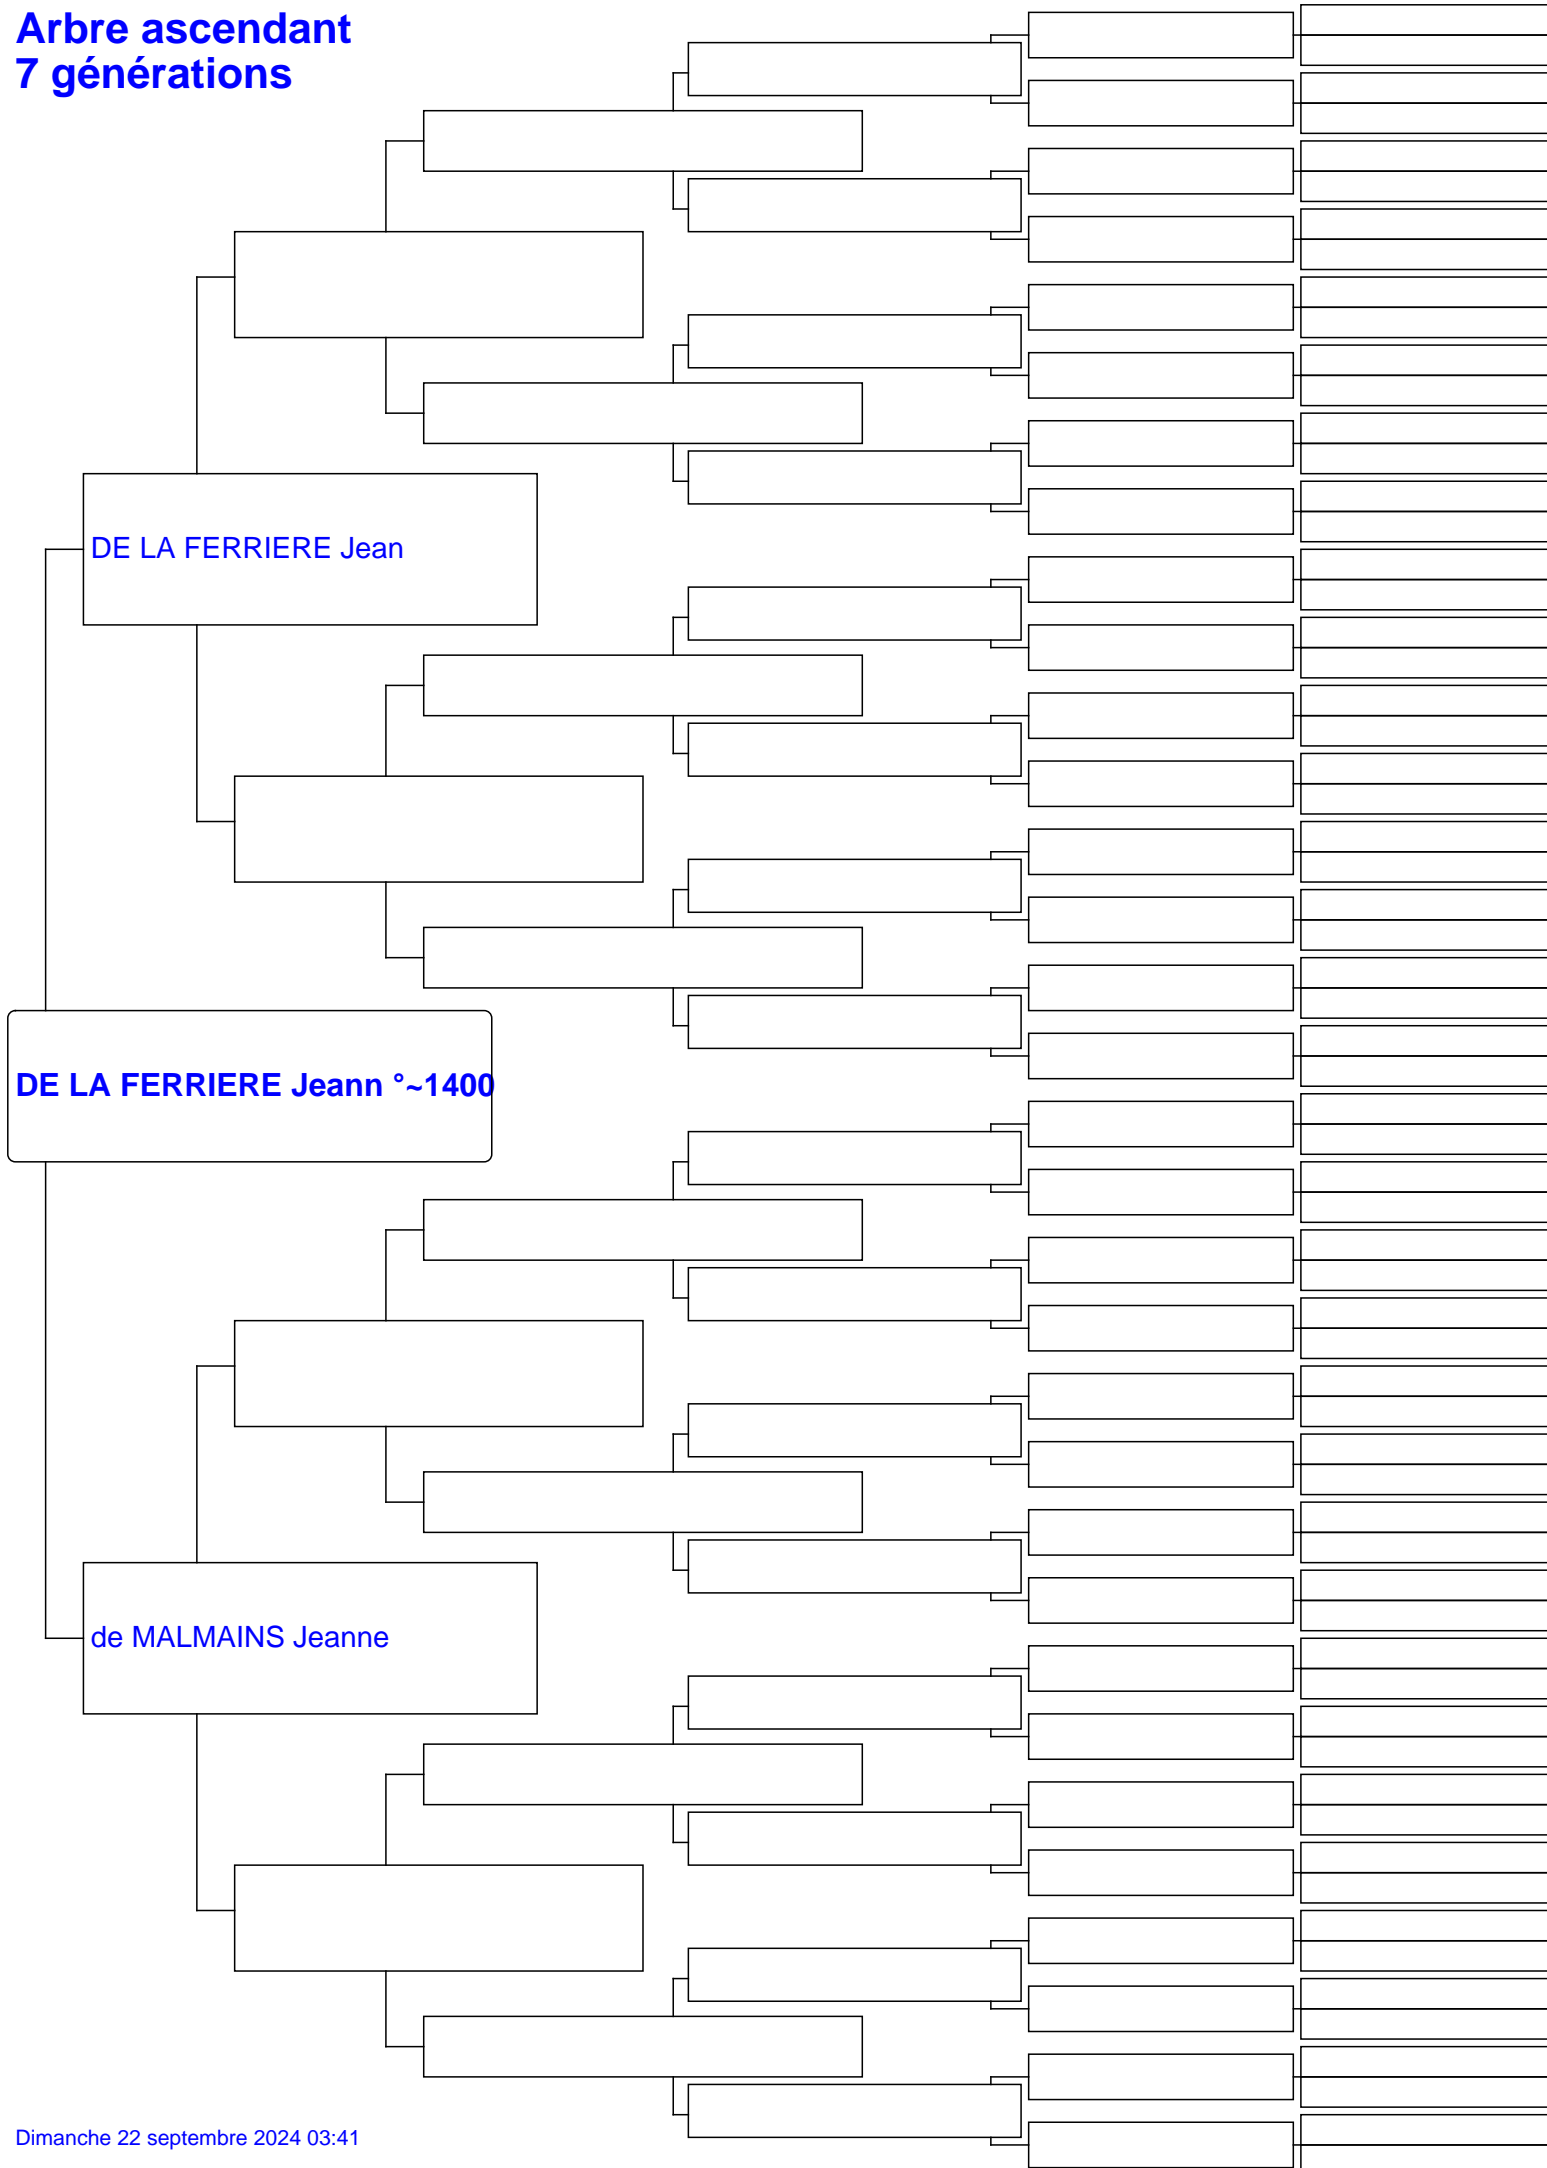 Arbre ascendant
7 générations
DE LA FERRIERE Jean
DE LA FERRIERE Jeann °~1400
de MALMAINS Jeanne
Dimanche 22 septembre 2024 03:41